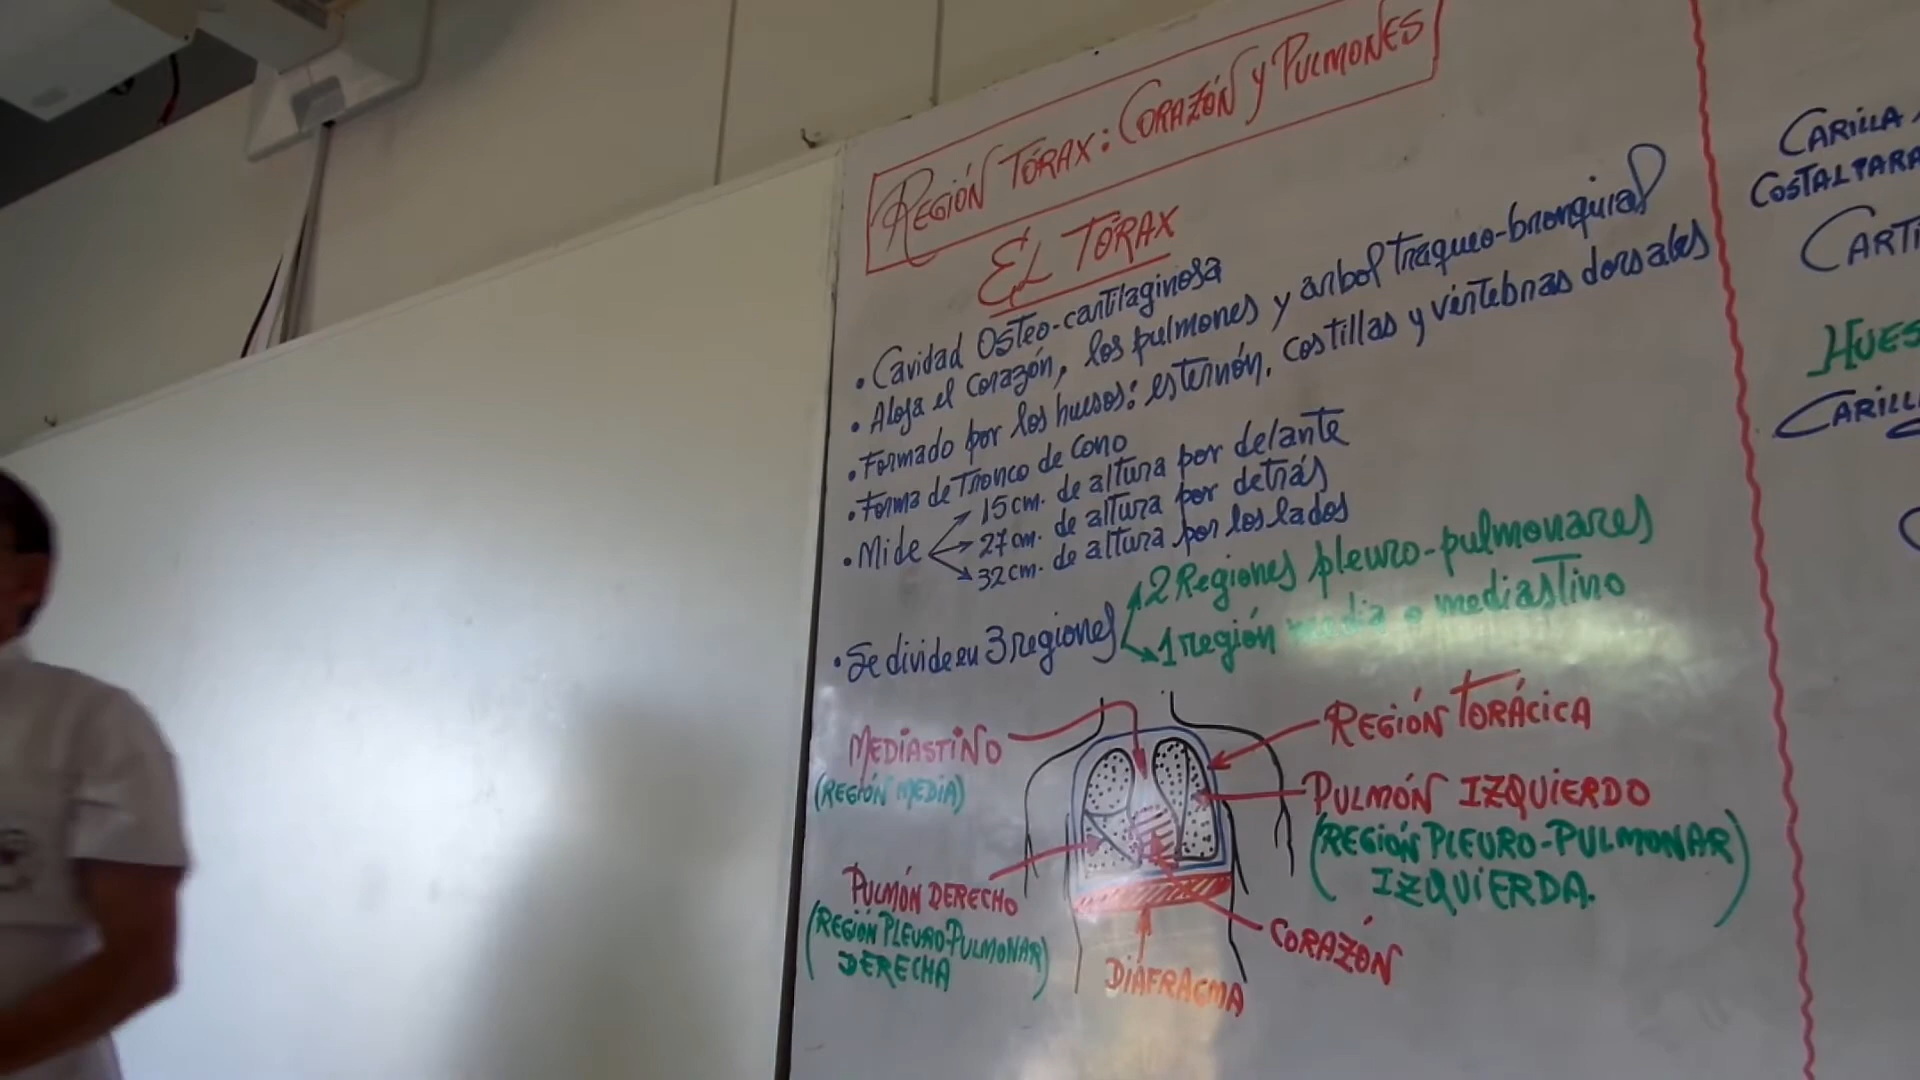 REGIÓN TÓRAX: CORAZÓN Y PULMONES
EL TÓRAX
• Cavidad Osteo-cartilaginosa
• Aloja el corazón, los pulmones y arbol traqueo-bronquial
• Formado por los huesos: esternón, costillas y vértebras dorsales
• Forma de Tronco de Cono
• Mide
15 cm. de altura por delante
27 cm. de altura por detrás
32 cm. de altura por los lados
• Se divide en 3 regiones
2 Regiones pleuro-pulmonares
1 región media o mediastino
MEDIASTINO
(REGIÓN MEDIA)
PULMÓN DERECHO
(REGIÓN PLEURO-PULMONAR)
DERECHA
DIAFRAGMA
REGIÓN TORÁCICA
PULMÓN IZQUIERDO
(REGIÓN PLEURO-PULMONAR)
IZQUIERDA.
CORAZÓN
CARILLA
COSTAL PARA
CARTI
HUES
CARILL